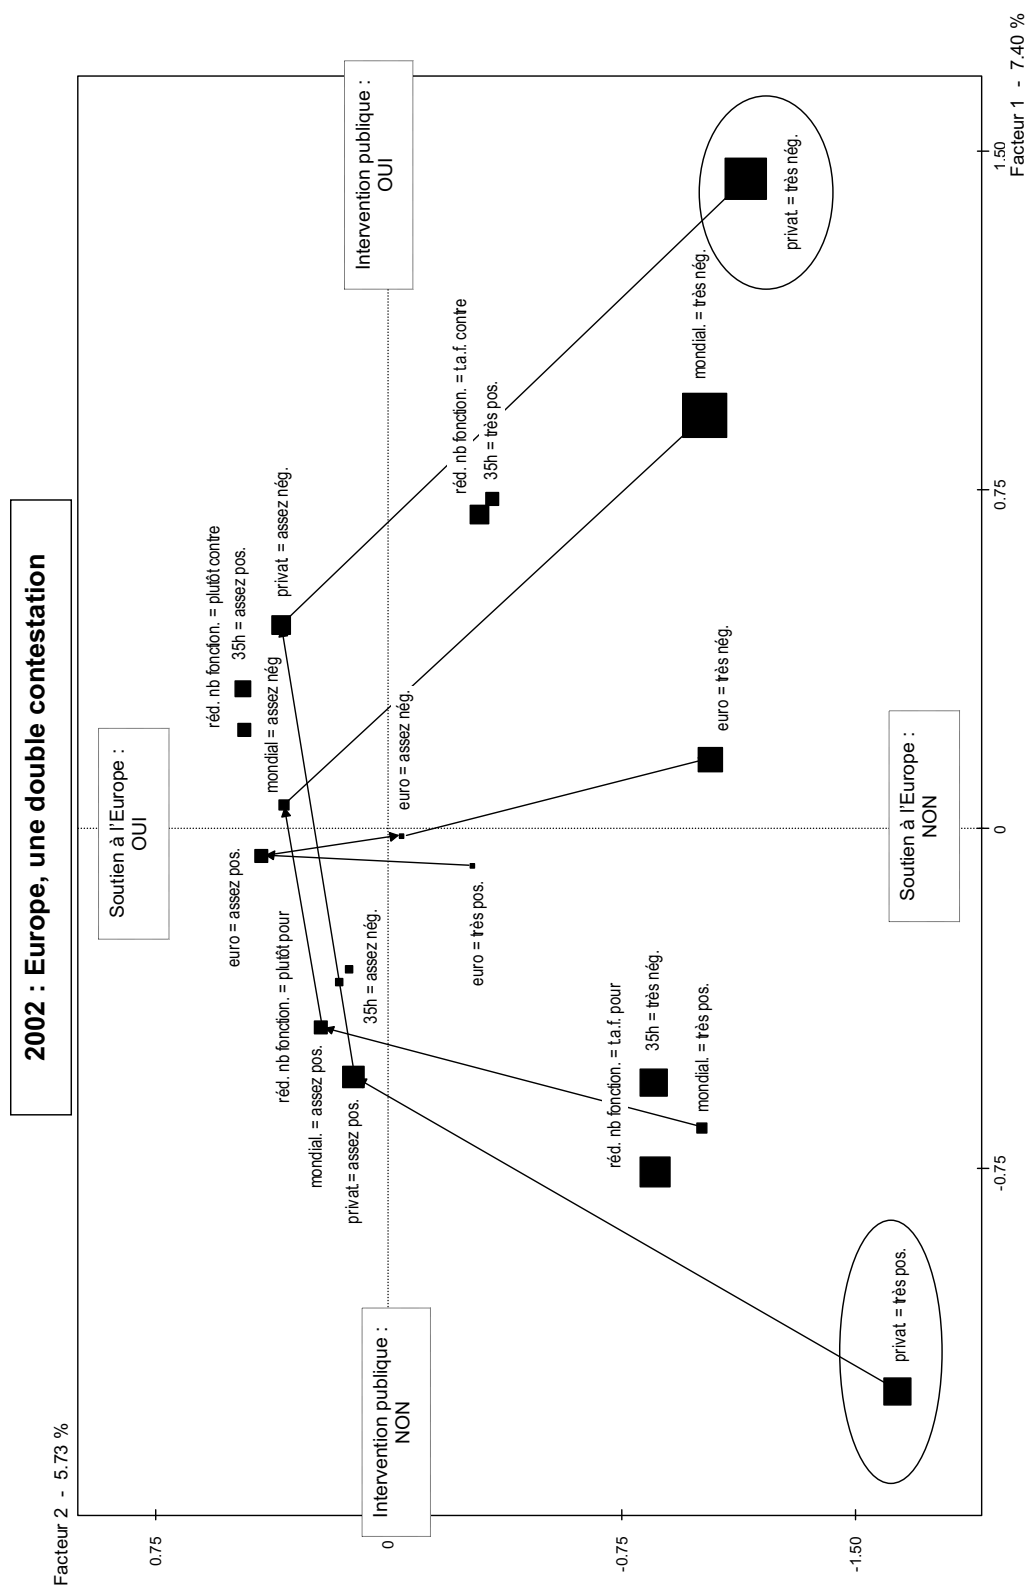 2002 : Europe, une double contestation
Facteur 2 - 5.73 %
0.75
0
-0.75
-1.50
Soutien à l'Europe :
OUI
réd. nb fonction. = plutôt contre
35h = assez pos.
euro = assez pos.
mondial = assez nég
privat = assez nég.
réd. nb fonction. = plutôt pour
mondial. = assez pos.
privat = assez pos.
35h = assez nég.
Intervention publique :
NON
Intervention publique :
OUI
euro = assez nég.
euro = très pos.
réd. nb fonction. = t.a.f. contre
35h = très pos.
réd. nb fonction. = t.a.f. pour
35h = très nég.
mondial. = très pos.
mondial. = très nég.
euro = très nég.
privat. = très nég.
privat = très pos.
Soutien à l'Europe :
NON
-0.75
0
0.75
1.50
Facteur 1 - 7.40 %